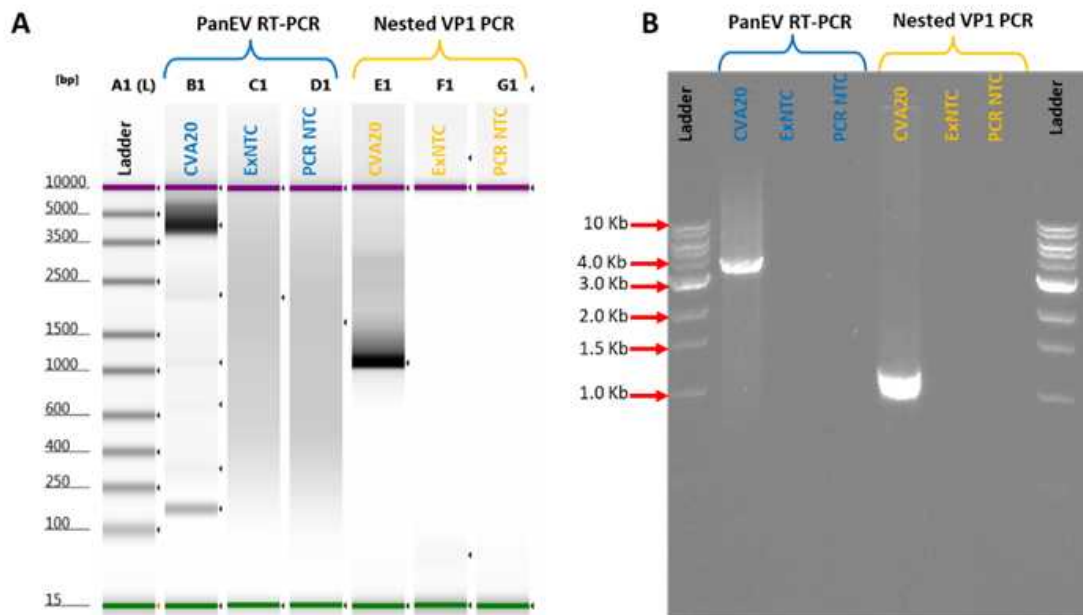 A
PanEV RT-PCR
Nested VP1 PCR
[bp]
A1 (L)
B1
C1
D1
E1
F1
G1
Ladder
CVA20
ExNTC
PCR NTC
CVA20
ExNTC
PCR NTC
10000
5000
3500
2500
1500
1000
600
400
250
100
15
B
PanEV RT-PCR
Nested VP1 PCR
Ladder
CVA20
ExNTC
PCR NTC
CVA20
ExNTC
PCR NTC
Ladder
10 Kb
4.0 Kb
3.0 Kb
2.0 Kb
1.5 Kb
1.0 Kb